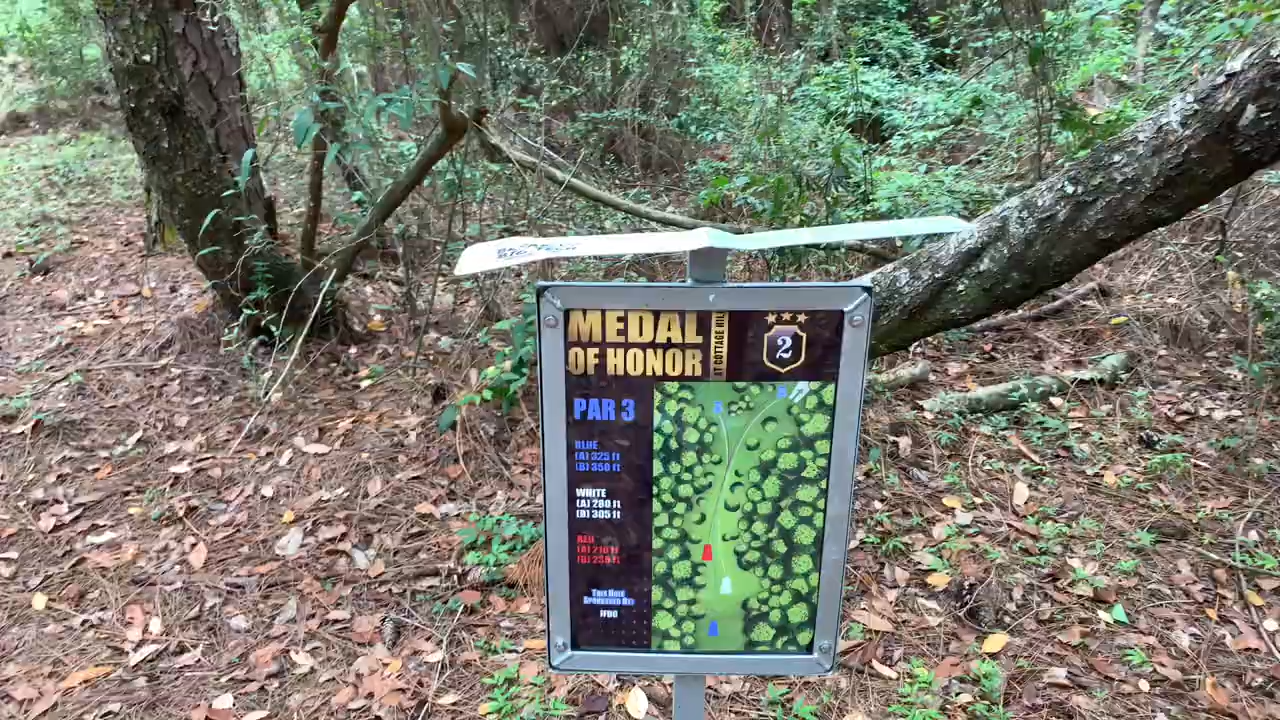 MEDAL
OF HONOR
AT COTTAGE HILL
2
PAR 3
BLUE
(A) 325 ft
(B) 350 ft
WHITE
(A) 280 ft
(B) 305 ft
RED
(A) 210 ft
(B) 235 ft
This Hole
Sponsored By: